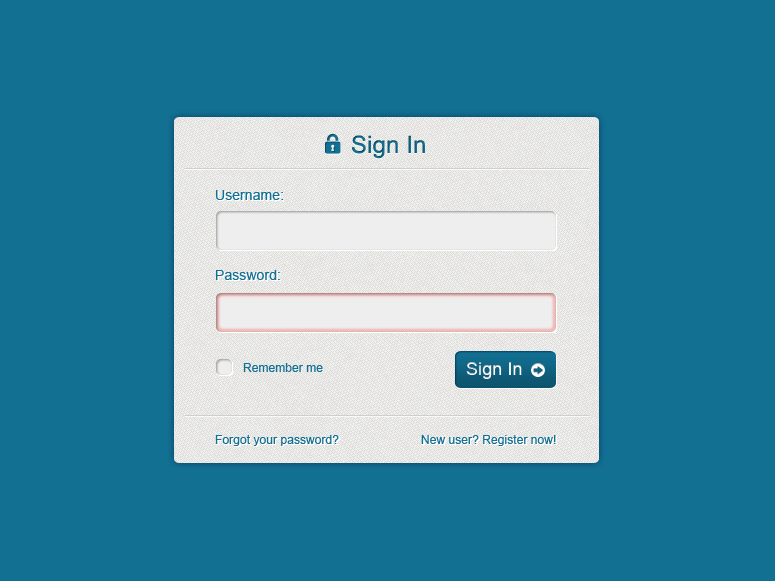 Sign In
Username:
Password:
Remember me
Sign In
Forgot your password?
New user? Register now!